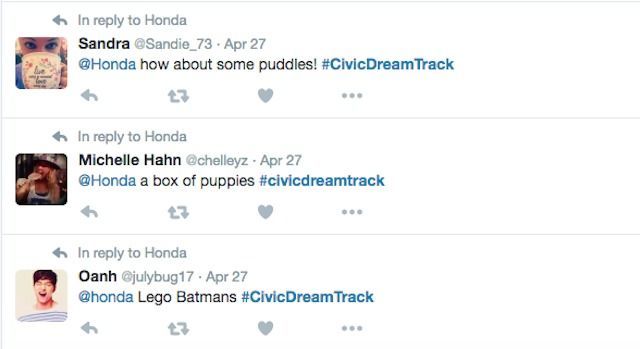 In reply to Honda
Sandra @Sandie_73 · Apr 27
@Honda how about some puddles! #CivicDreamTrack
In reply to Honda
Michelle Hahn @chelleyz · Apr 27
@Honda a box of puppies #civicdreamtrack
In reply to Honda
Oanh @julybug17 · Apr 27
@honda Lego Batmans #CivicDreamTrack